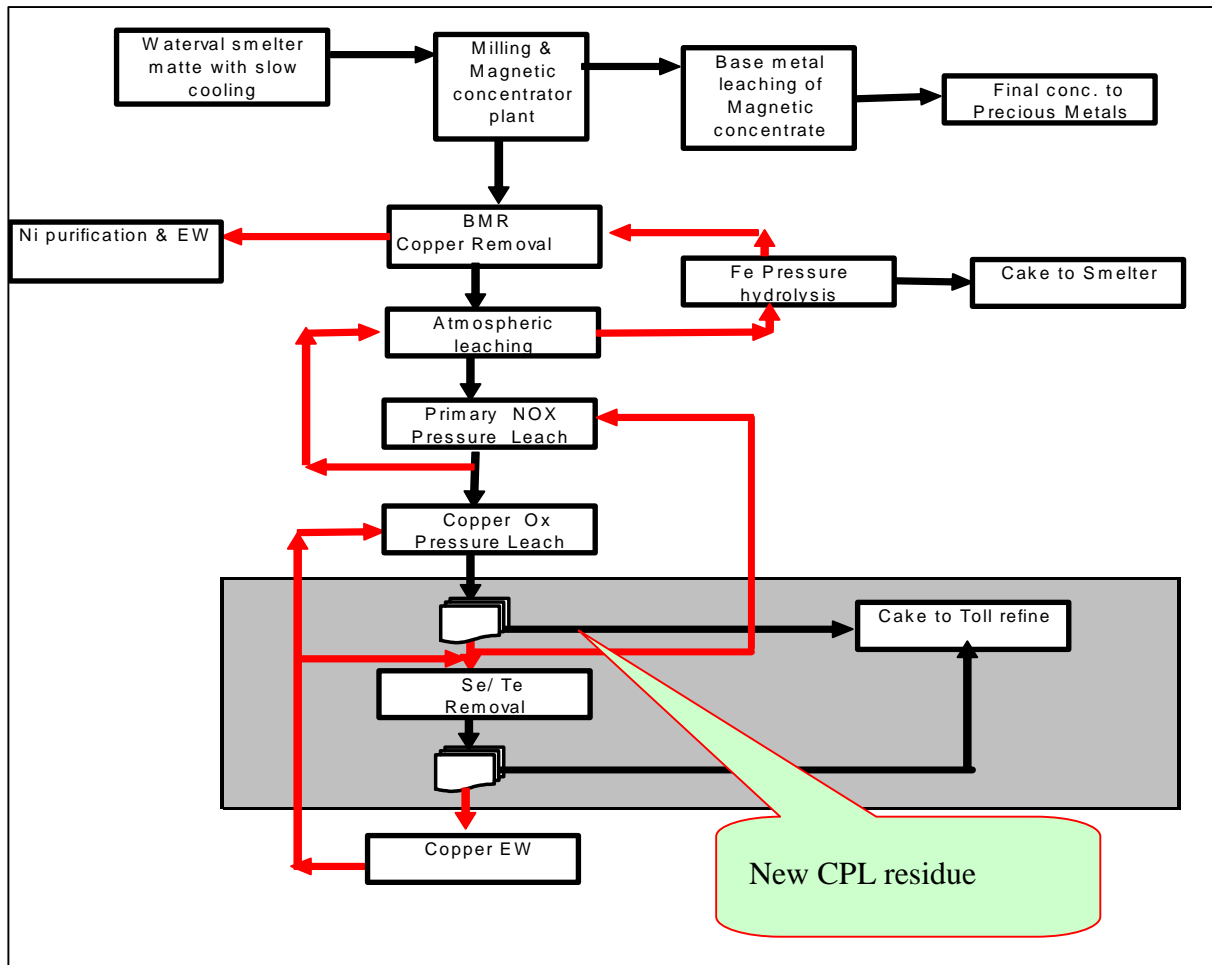 Waterval smelter
matte with slow
cooling
Milling &
Magnetic
concentrator
plant
Base metal
leaching of
Magnetic
concentrate
Final conc. to
Precious Metals
BMR
Copper Removal
Ni purification & EW
Fe Pressure
hydrolysis
Cake to Smelter
Atmospheric
leaching
Primary NOX
Pressure Leach
Copper Ox
Pressure Leach
Cake to Toll refine
Se/ Te
Removal
Copper EW
New CPL residue